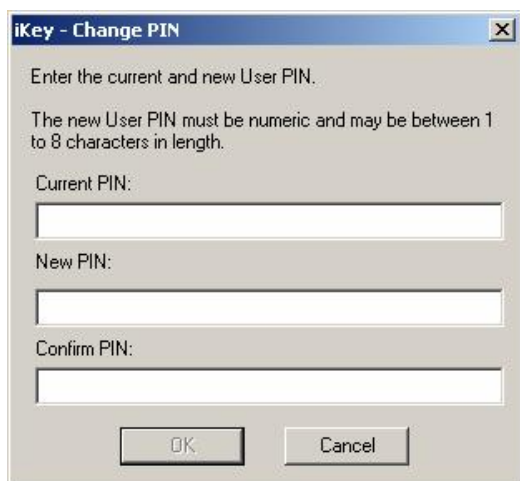 iKey - Change PIN
Enter the current and new User PIN.
The new User PIN must be numeric and may be between 1
to 8 characters in length.
Current PIN:
New PIN:
Confirm PIN:
OK
Cancel